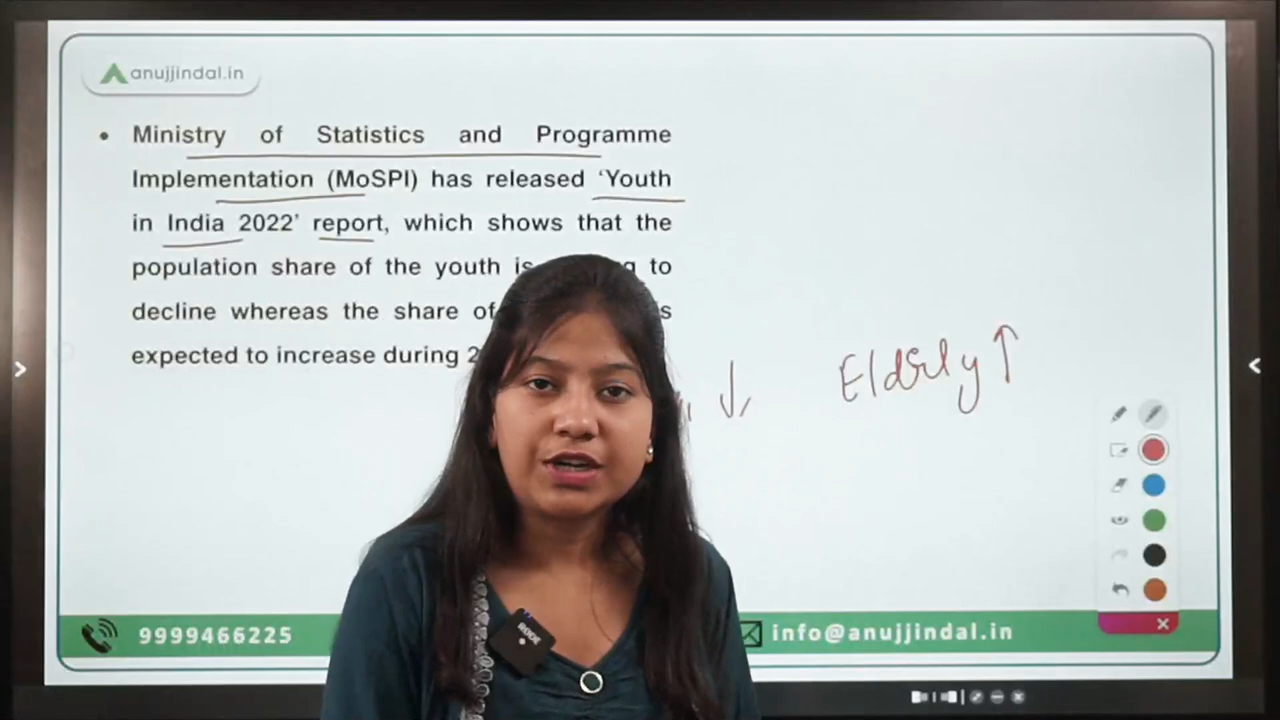 anujjindal.in
• Ministry of Statistics and Programme
Implementation (MoSPI) has released ‘Youth
in India 2022’ report, which shows that the
population share of the youth is to
decline whereas the share of
expected to increase during
↓ Elderly ↑
RODE
9999466225
info@anujjindal.in